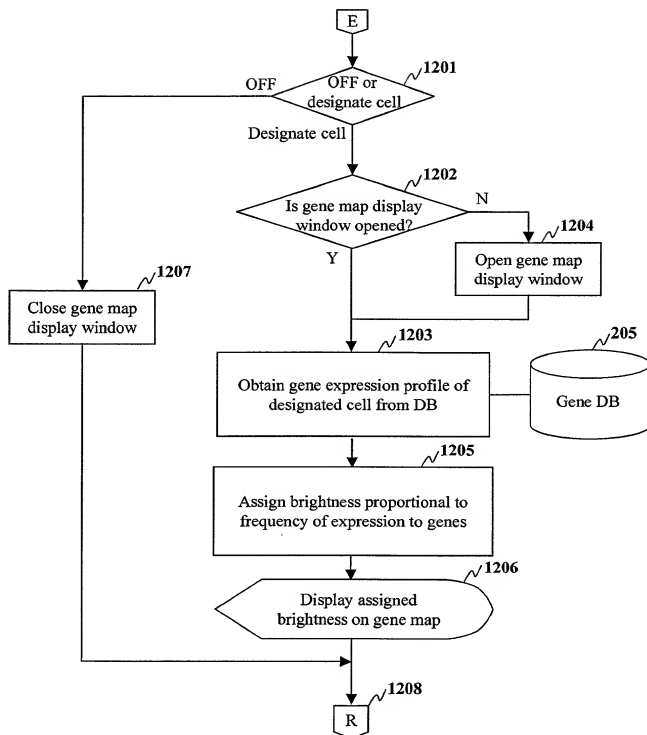 E
1201
OFF
OFF or
designate cell
Designate cell
1202
Is gene map display
window opened?
N
Y
1204
Open gene map
display window
1207
Close gene map
display window
1203
Obtain gene expression profile of
designated cell from DB
205
Gene DB
1205
Assign brightness proportional to
frequency of expression to genes
1206
Display assigned
brightness on gene map
1208
R